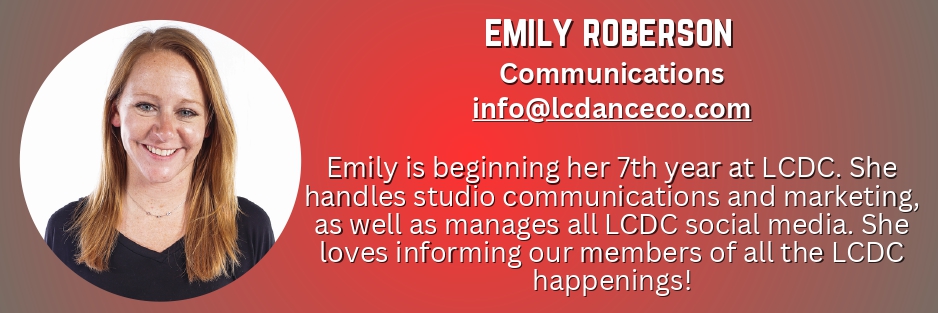 EMILY ROBERSON
Communications
info@lcdanceco.com
Emily is beginning her 7th year at LCDC. She
handles studio communications and marketing,
as well as manages all LCDC social media. She
loves informing our members of all the LCDC
happenings!